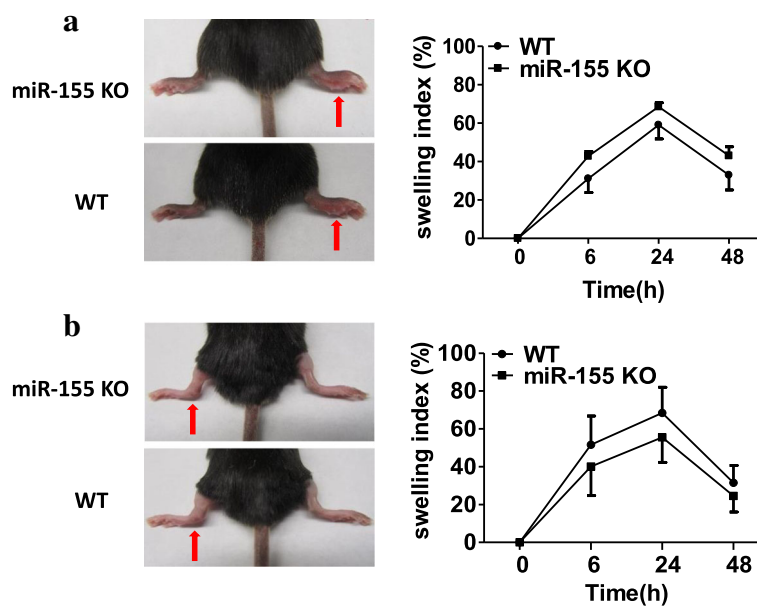 a
miR-155 KO
WT
swelling index (%)
100
80
60
40
20
0
WT
miR-155 KO
0 6 24 48
Time(h)
b
miR-155 KO
WT
swelling index (%)
100
80
60
40
20
0
WT
miR-155 KO
0 6 24 48
Time(h)